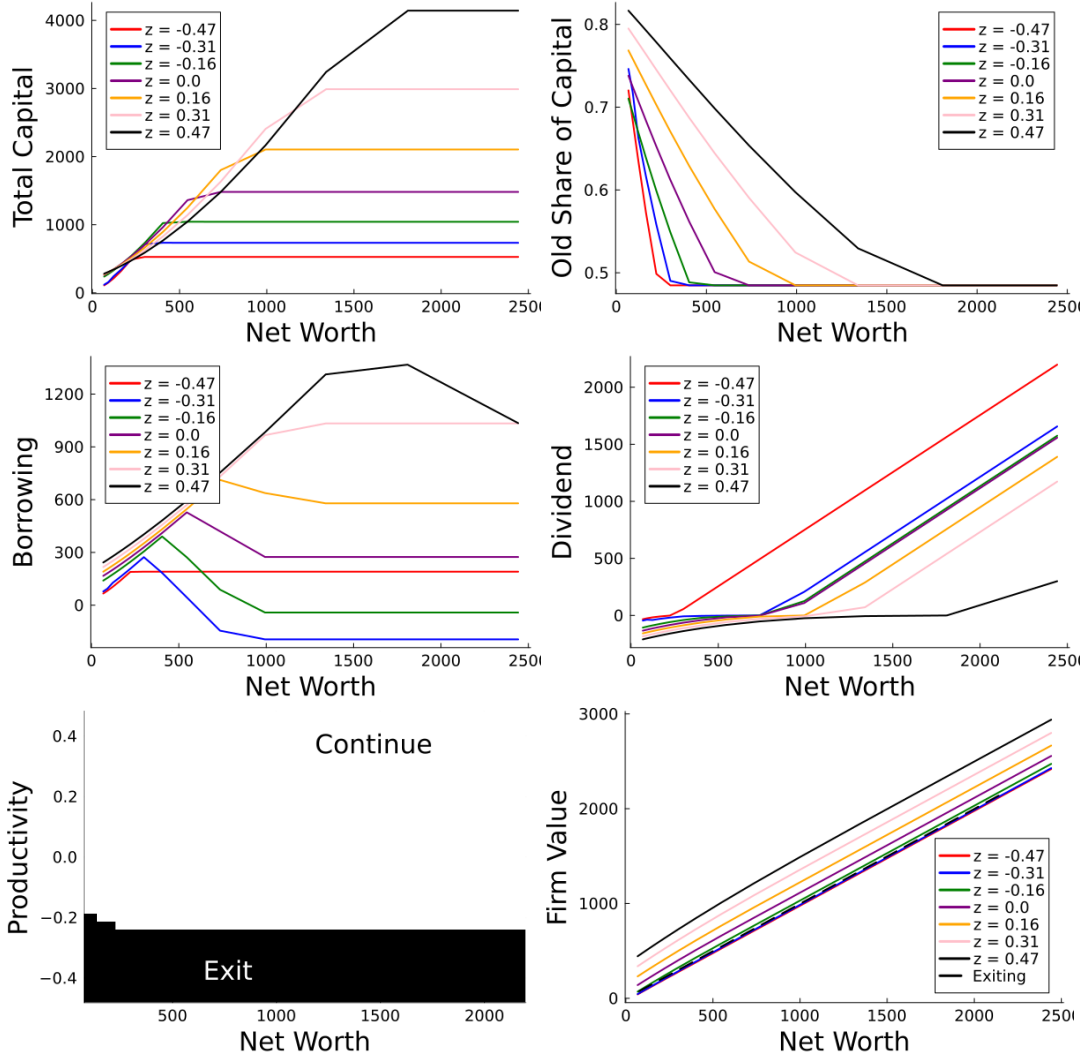 Total Capital
4000
3000
2000
1000
0
z = -0.47
z = -0.31
z = -0.16
z = 0.0
z = 0.16
z = 0.31
z = 0.47
0 500 1000 1500 2000
Net Worth
Old Share of Capital
0.8
0.7
0.6
0.5
z = -0.47
z = -0.31
z = -0.16
z = 0.0
z = 0.16
z = 0.31
z = 0.47
0 500 1000 1500 2000 2500
Net Worth
Borrowing
1200
900
600
300
0
z = -0.47
z = -0.31
z = -0.16
z = 0.0
z = 0.16
z = 0.31
z = 0.47
0 500 1000 1500 2000
Net Worth
Dividend
2000
1500
1000
500
0
z = -0.47
z = -0.31
z = -0.16
z = 0.0
z = 0.16
z = 0.31
z = 0.47
0 500 1000 1500 2000 2500
Net Worth
Productivity
0.4
0.2
0.0
−0.2
−0.4
Continue
Exit
500 1000 1500 2000
Net Worth
Firm Value
3000
2000
1000
0
z = -0.47
z = -0.31
z = -0.16
z = 0.0
z = 0.16
z = 0.31
z = 0.47
Exiting
0 500 1000 1500 2000 2500
Net Worth